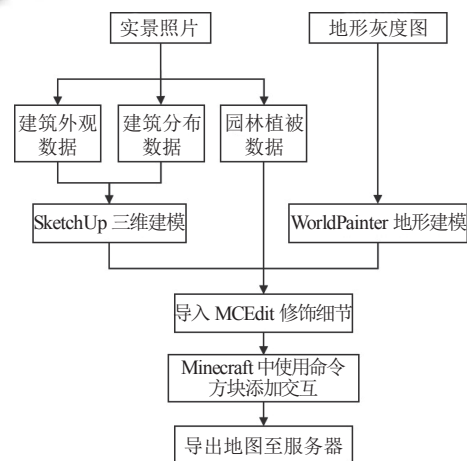 实景照片
地形灰度图
建筑外观
数据
建筑分布
数据
园林植被
数据
SketchUp 三维建模
WorldPainter 地形建模
导入 MCEdit 修饰细节
Minecraft 中使用命令
方块添加交互
导出地图至服务器